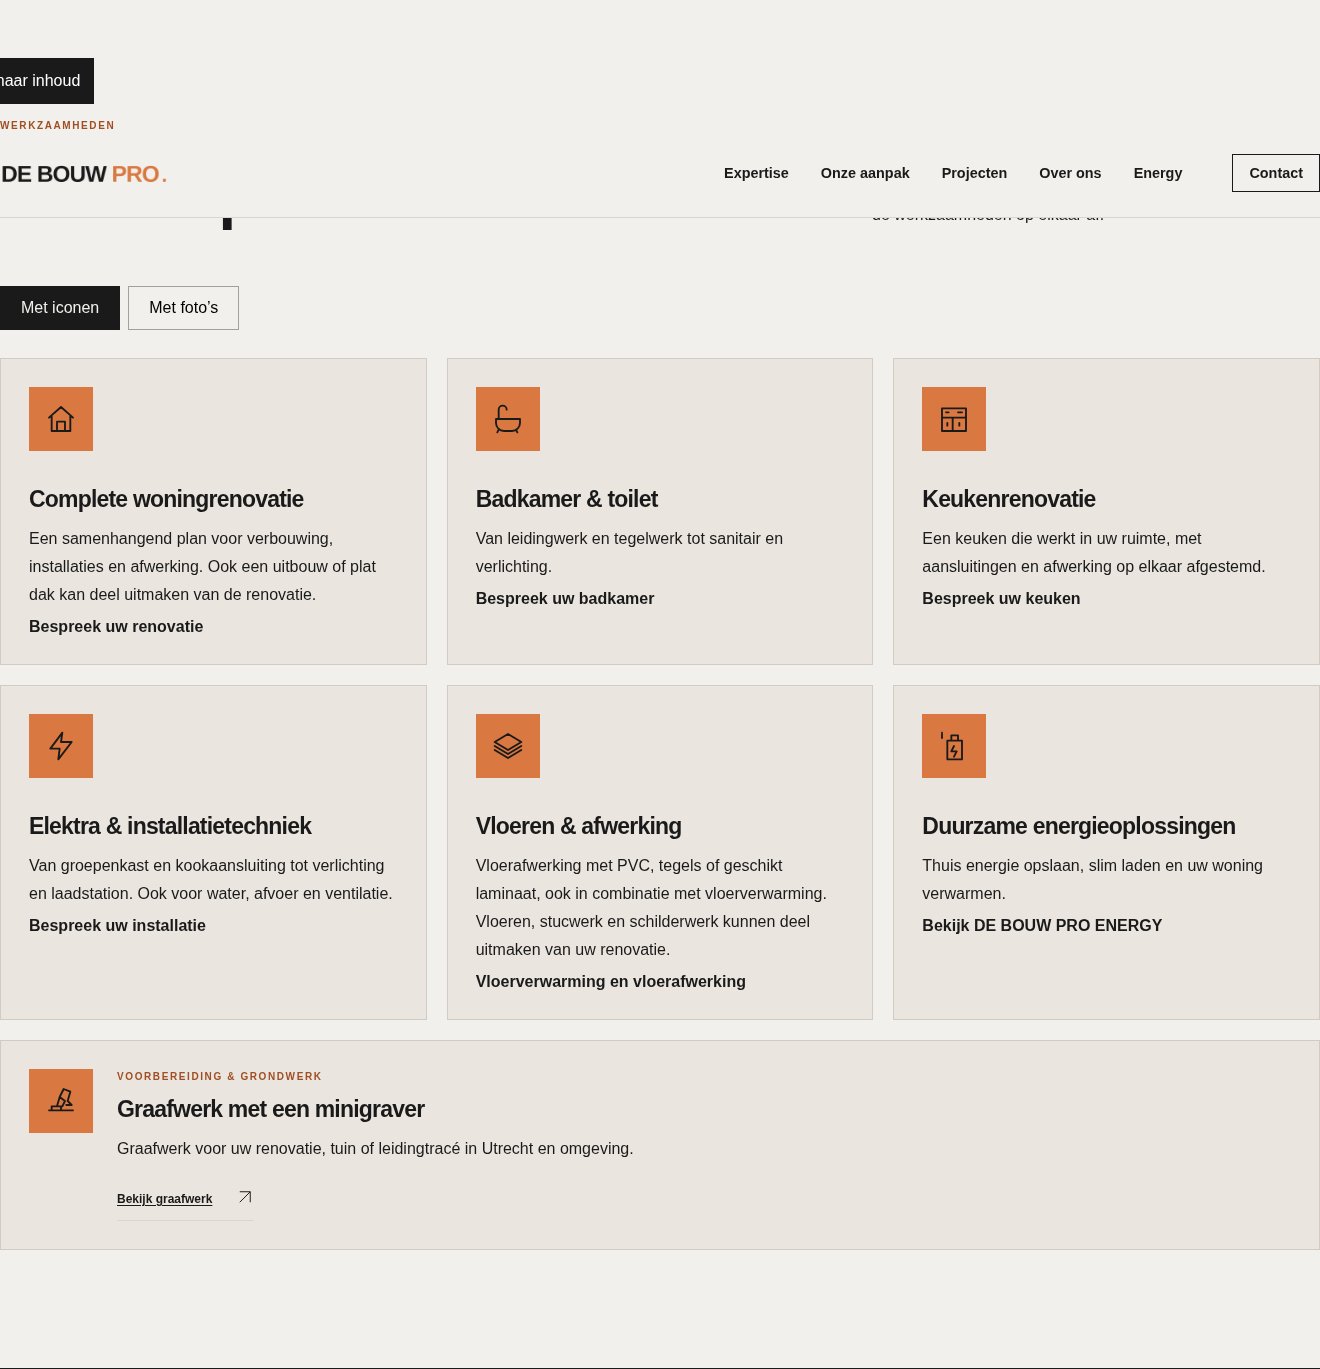 naar inhoud
WERKZAAMHEDEN
DE BOUW PRO.
Expertise
Onze aanpak
Projecten
Over ons
Energy
Contact
de werkzaamheden op elkaar af.
Met iconen
Met foto’s
Complete woningrenovatie
Een samenhangend plan voor verbouwing,
installaties en afwerking. Ook een uitbouw of plat
dak kan deel uitmaken van de renovatie.
Bespreek uw renovatie
Badkamer & toilet
Van leidingwerk en tegelwerk tot sanitair en
verlichting.
Bespreek uw badkamer
Keukenrenovatie
Een keuken die werkt in uw ruimte, met
aansluitingen en afwerking op elkaar afgestemd.
Bespreek uw keuken
Elektra & installatietechniek
Van groepenkast en kookaansluiting tot verlichting
en laadstation. Ook voor water, afvoer en ventilatie.
Bespreek uw installatie
Vloeren & afwerking
Vloerafwerking met PVC, tegels of geschikt
laminaat, ook in combinatie met vloerverwarming.
Vloeren, stucwerk en schilderwerk kunnen deel
uitmaken van uw renovatie.
Vloerverwarming en vloerafwerking
Duurzame energieoplossingen
Thuis energie opslaan, slim laden en uw woning
verwarmen.
Bekijk DE BOUW PRO ENERGY
VOORBEREIDING & GRONDWERK
Graafwerk met een minigraver
Graafwerk voor uw renovatie, tuin of leidingtracé in Utrecht en omgeving.
Bekijk graafwerk